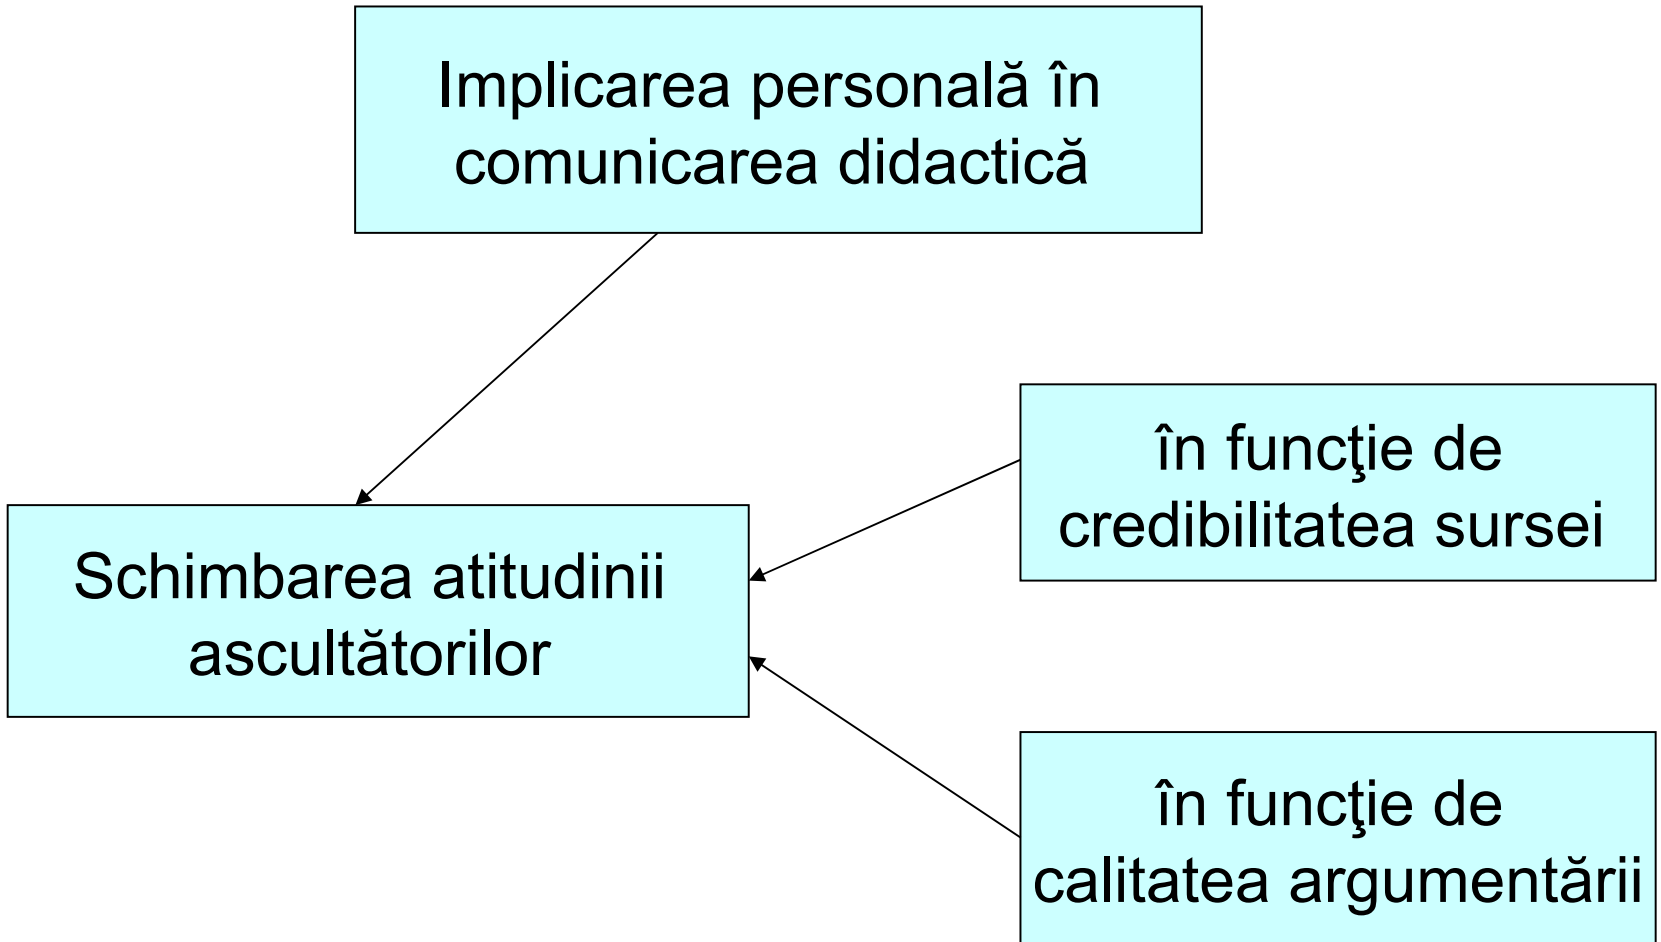 Implicarea personală în
comunicarea didactică
în funcţie de
credibilitatea sursei
Schimbarea atitudinii
ascultătorilor
în funcţie de
calitatea argumentării